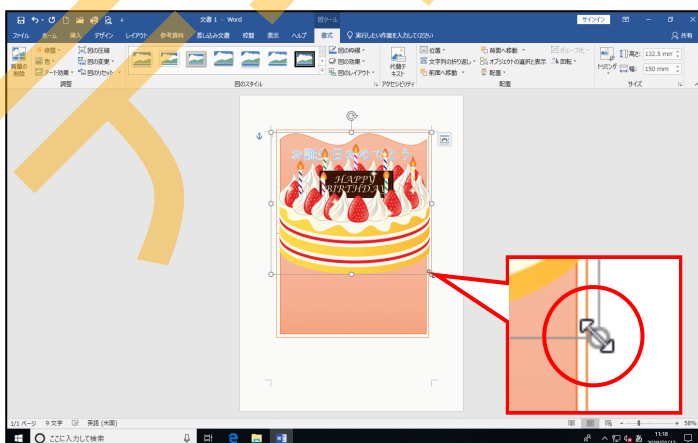 文書 1 - Word
図ツール
サインイン
ファイル ホーム 挿入 デザイン レイアウト 参考資料 差し込み文書 校閲 表示 ヘルプ 書式 実行したい作業を入力してください 共有
背景の削除
修整
色
アート効果
図の圧縮
図の変更
図のリセット
調整
図のスタイル
図の枠線
図の効果
図のレイアウト
代替テキスト
アクセシビリティ
位置
文字列の折り返し
前面へ移動
背面へ移動
オブジェクトの選択と表示
配置
グループ化
回転
配置
トリミング
高さ: 132.5 mm
幅: 150 mm
サイズ
お誕生日おめでとう
HAPPY
BIRTHDAY
1/1 ページ 9 文字 英語 (米国)
58%
ここに入力して検索
あ
11:18